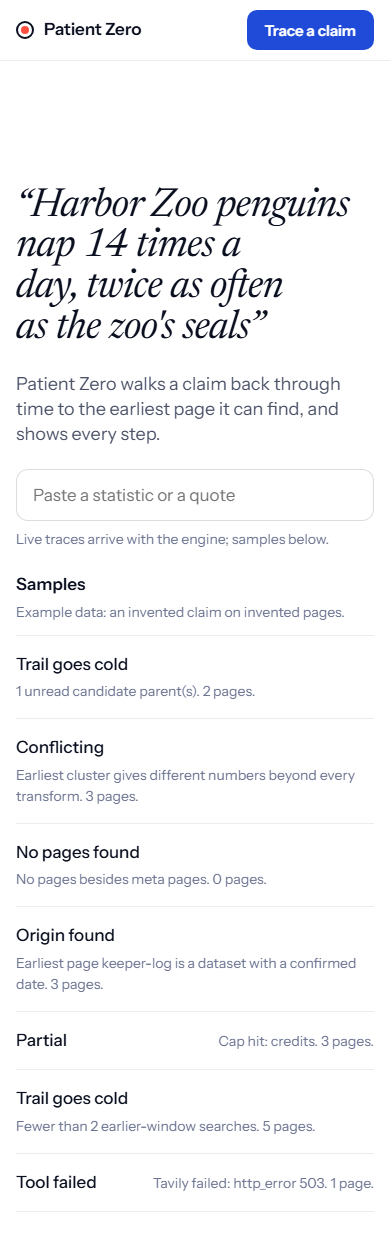 Patient Zero
Trace a claim
“Harbor Zoo penguins
nap 14 times a
day, twice as often
as the zoo's seals”
Patient Zero walks a claim back through
time to the earliest page it can find, and
shows every step.
Paste a statistic or a quote
Live traces arrive with the engine; samples below.
Samples
Example data: an invented claim on invented pages.
Trail goes cold
1 unread candidate parent(s). 2 pages.
Conflicting
Earliest cluster gives different numbers beyond every
transform. 3 pages.
No pages found
No pages besides meta pages. 0 pages.
Origin found
Earliest page keeper-log is a dataset with a confirmed
date. 3 pages.
Partial
Cap hit: credits. 3 pages.
Trail goes cold
Fewer than 2 earlier-window searches. 5 pages.
Tool failed
Tavily failed: http_error 503. 1 page.